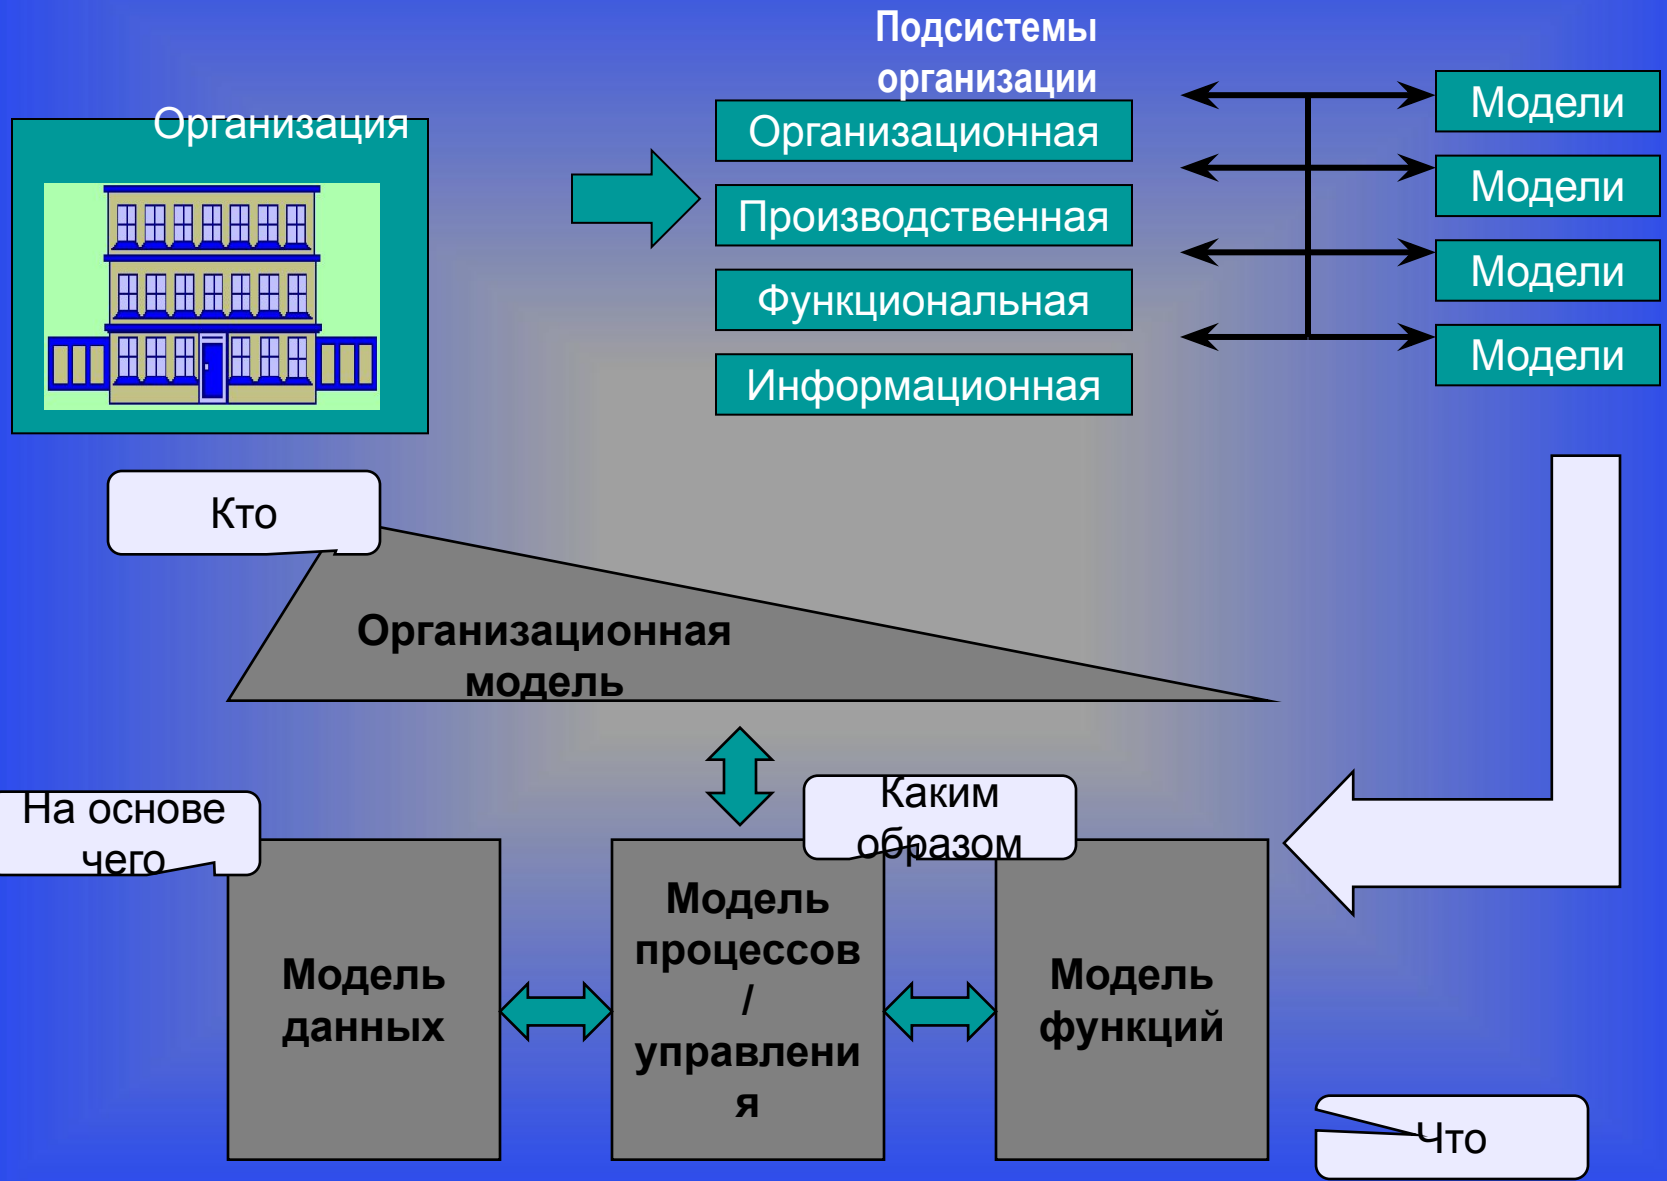 Подсистемы
организации
Организация
Организационная
Производственная
Функциональная
Информационная
Модели
Модели
Модели
Модели
Кто
Организационная
модель
На основе
чего
Каким
образом
Модель
данных
Модель
процессов
/
управлени
я
Модель
функций
Что